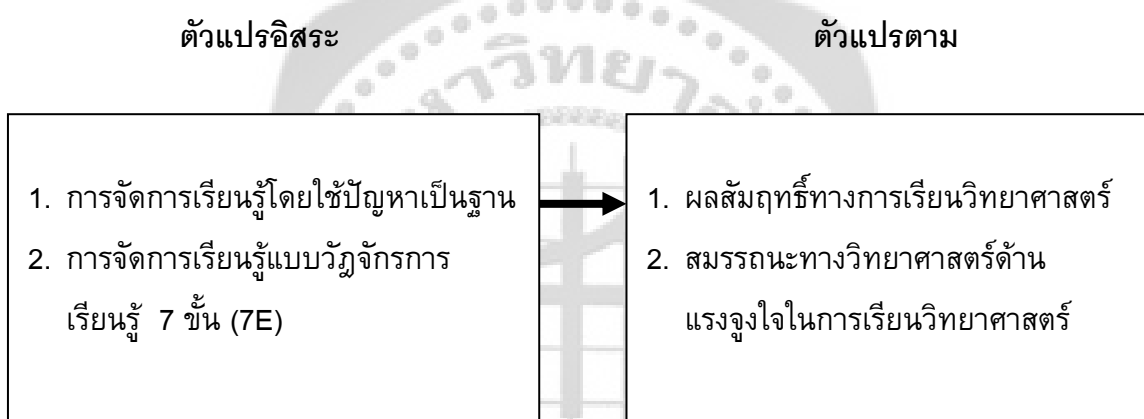 ตัวแปรอิสระ
ตัวแปรตาม
1. การจัดการเรียนรู้โดยใช้ปัญหาเป็นฐาน
2. การจัดการเรียนรู้แบบวัฎจักรการ
เรียนรู้ 7 ขั้น (7E)
1. ผลสัมฤทธิ์ทางการเรียนวิทยาศาสตร์
2. สมรรถนะทางวิทยาศาสตร์ด้าน
แรงจูงใจในการเรียนวิทยาศาสตร์